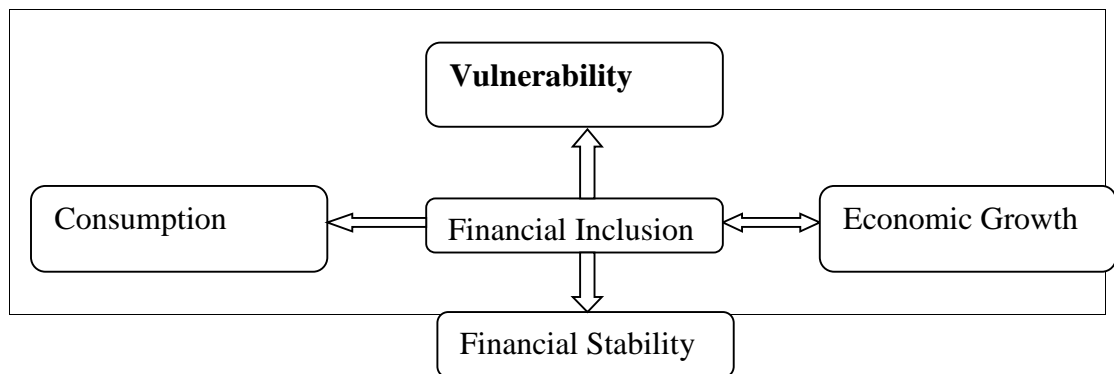 Vulnerability
Consumption
Financial Inclusion
Economic Growth
Financial Stability